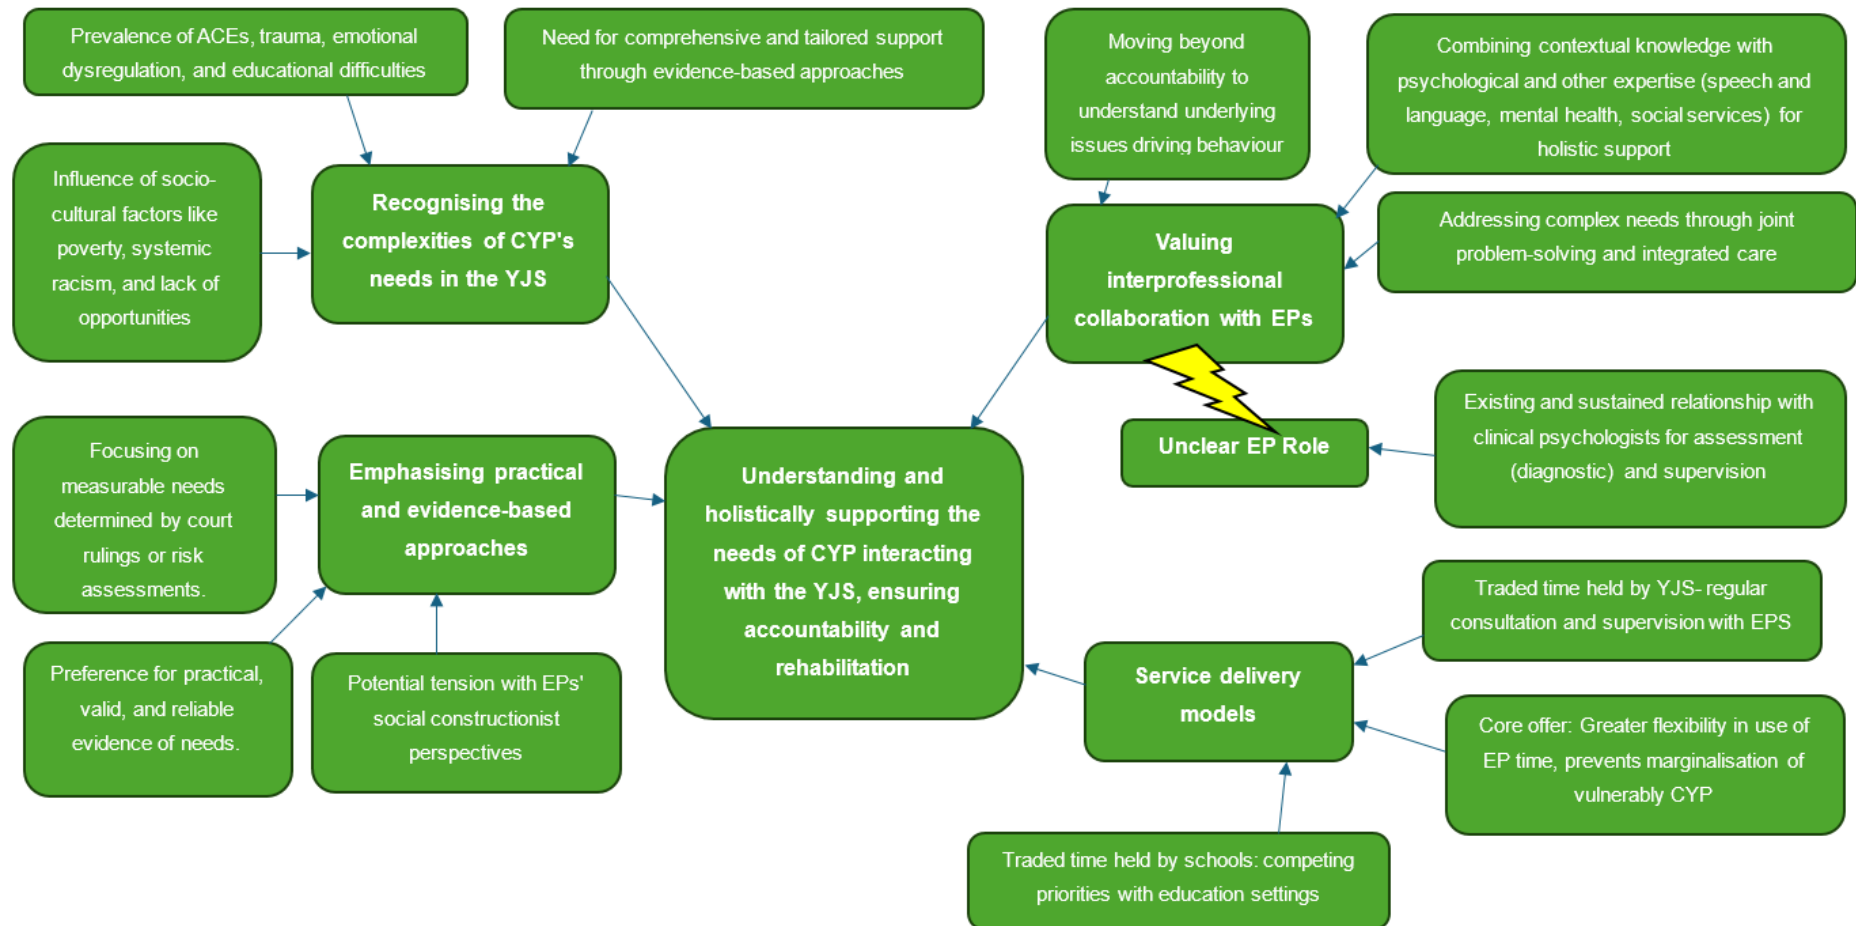 Prevalence of ACEs, trauma, emotional
dysregulation, and educational difficulties
Need for comprehensive and tailored support
through evidence-based approaches
Influence of socio-
cultural factors like
poverty, systemic
racism, and lack of
opportunities
Recognising the
complexities of CYP's
needs in the YJS
Moving beyond
accountability to
understand underlying
issues driving behaviour
Combining contextual knowledge with
psychological and other expertise (speech and
language, mental health, social services) for
holistic support
Valuing
interprofessional
collaboration with EPs
Addressing complex needs through joint
problem-solving and integrated care
Unclear EP Role
Existing and sustained relationship with
clinical psychologists for assessment
(diagnostic) and supervision
Focusing on
measurable needs
determined by court
rulings or risk
assessments.
Emphasising practical
and evidence-based
approaches
Understanding and
holistically supporting the
needs of CYP interacting
with the YJS, ensuring
accountability and
rehabilitation
Preference for practical,
valid, and reliable
evidence of needs.
Potential tension with EPs'
social constructionist
perspectives
Service delivery
models
Traded time held by YJS- regular
consultation and supervision with EPS
Core offer: Greater flexibility in use of
EP time, prevents marginalisation of
vulnerably CYP
Traded time held by schools: competing
priorities with education settings